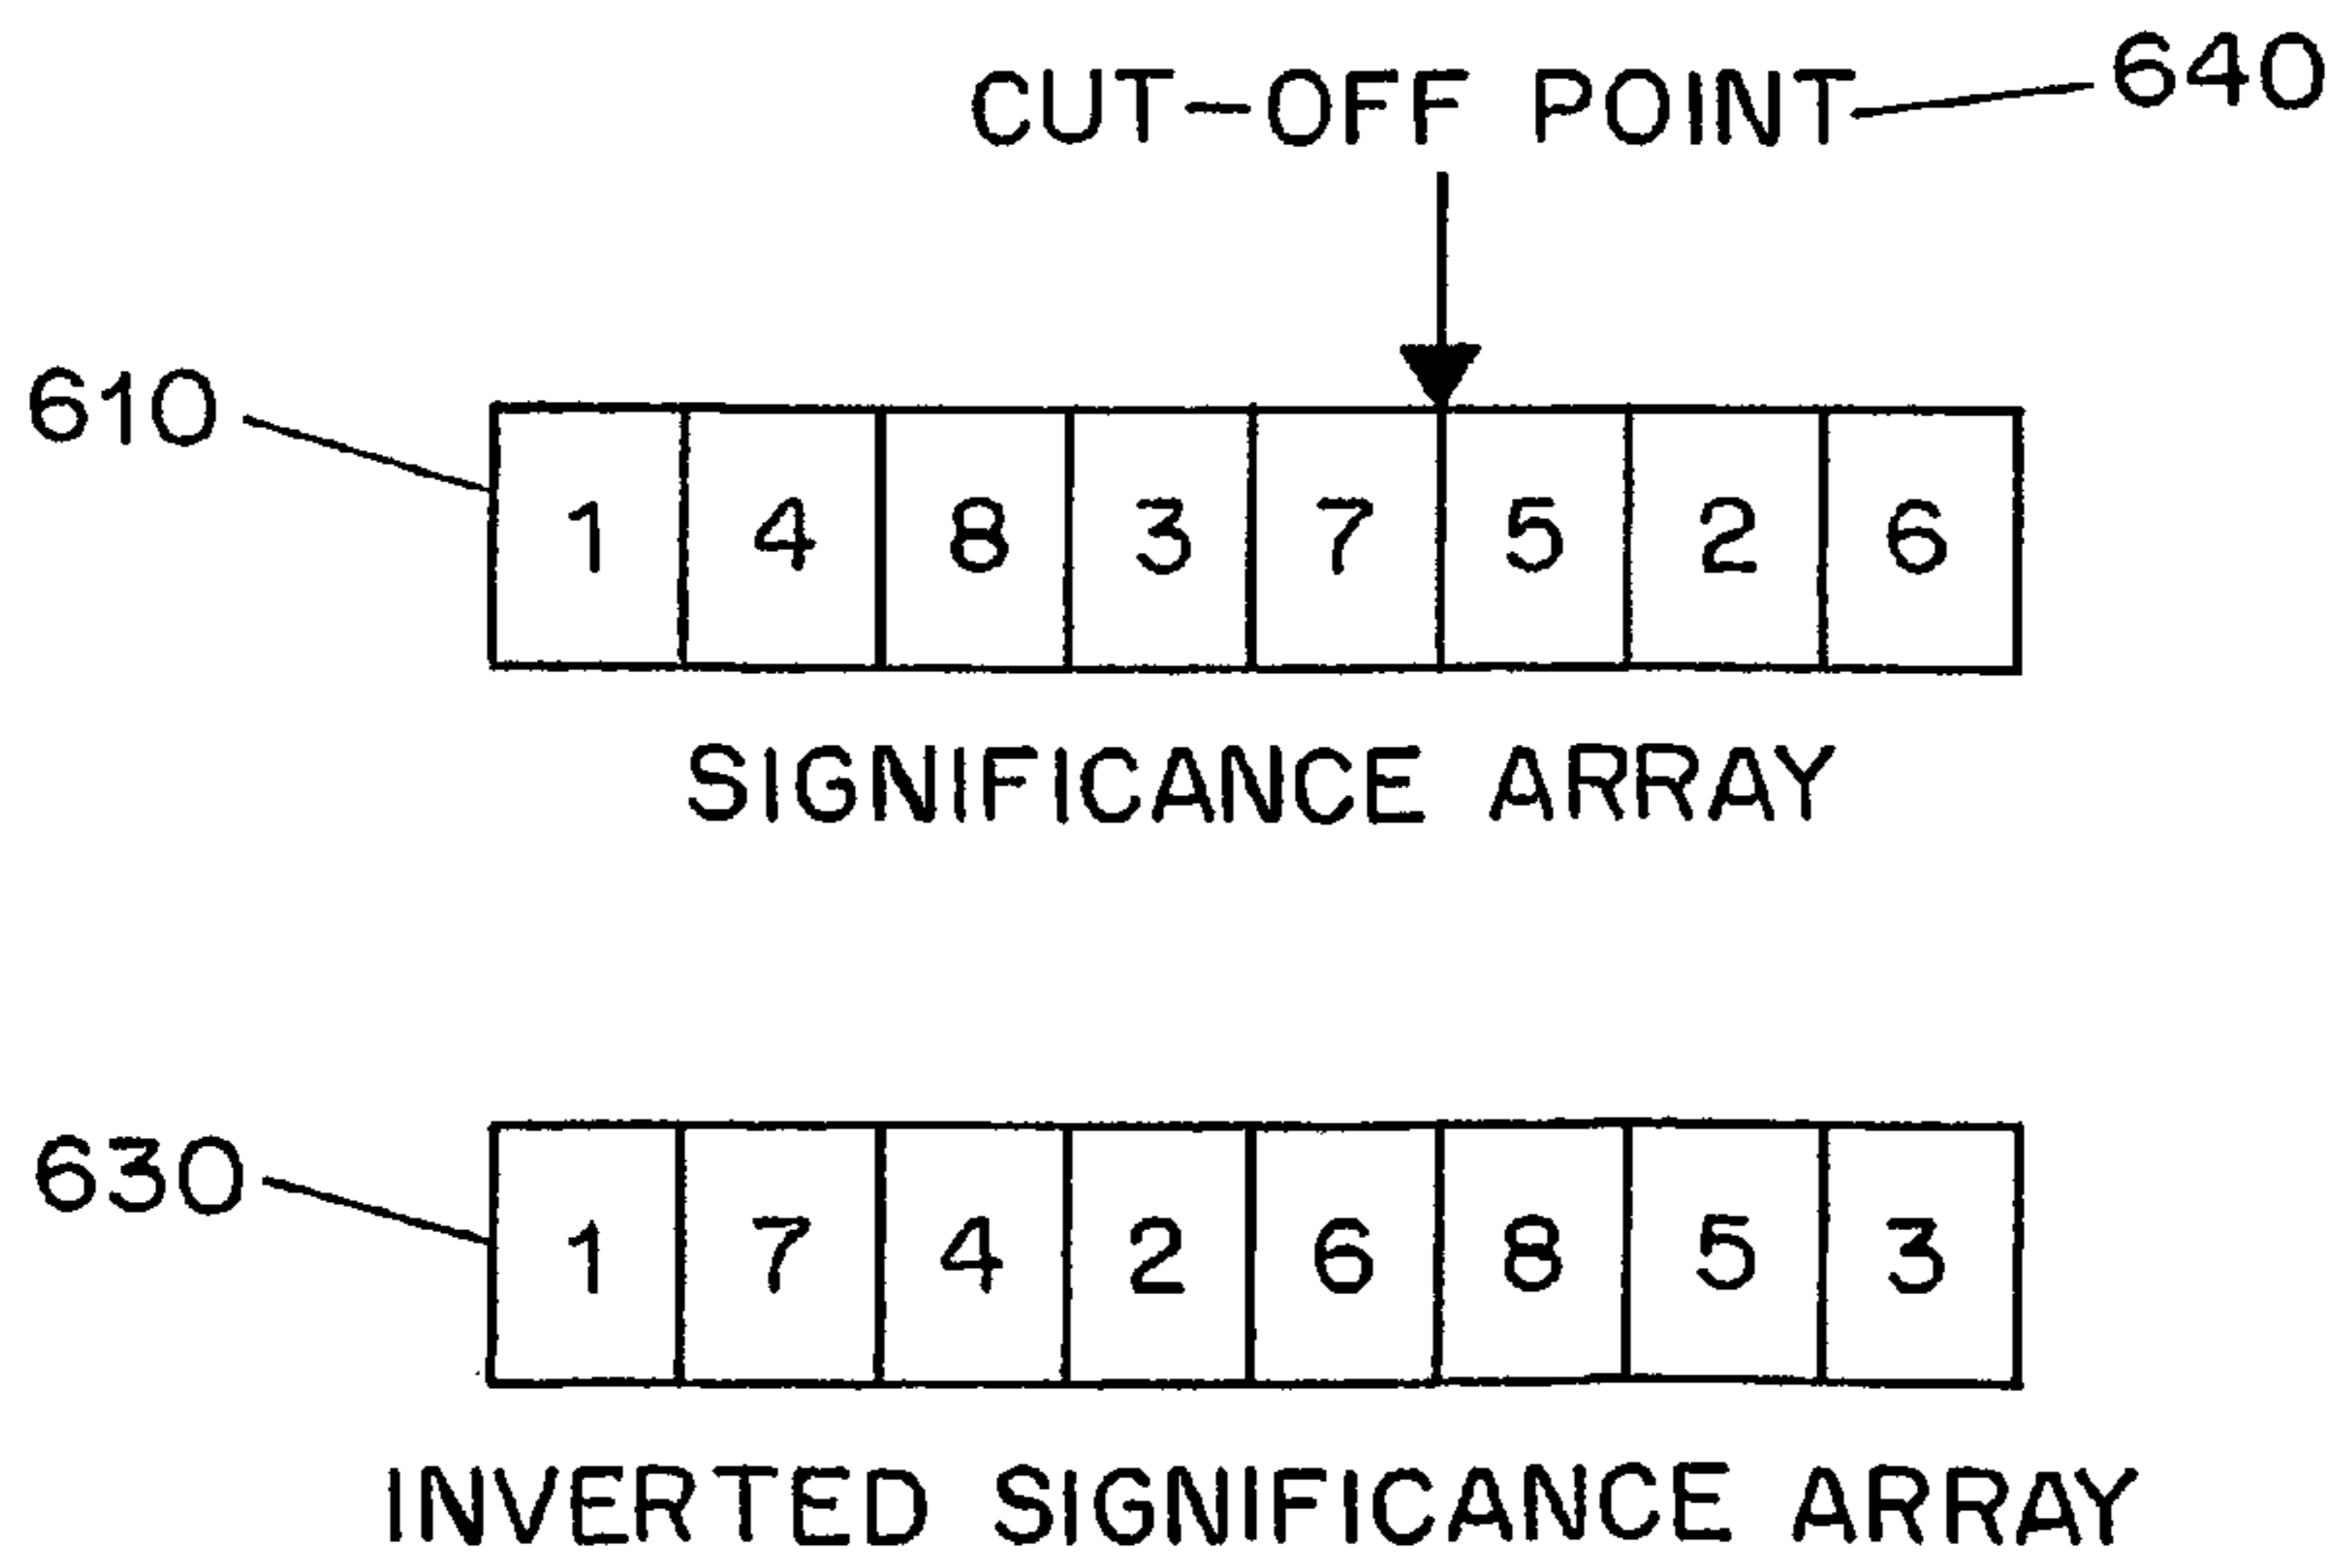 CUT-OFF POINT 640
610
1 4 8 3 7 5 2 6
SIGNIFICANCE ARRAY
630
1 7 4 2 6 8 5 3
INVERTED SIGNIFICANCE ARRAY